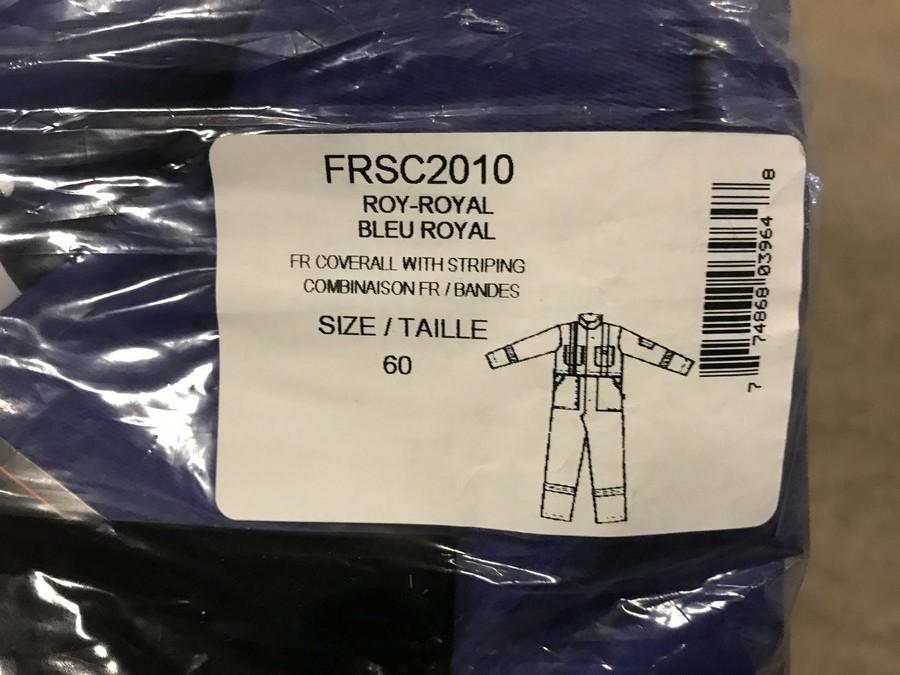 FRSC2010
ROY-ROYAL
BLEU ROYAL
FR COVERALL WITH STRIPING
COMBINAISON FR / BANDES
SIZE / TAILLE
60
7 74868 03964 8